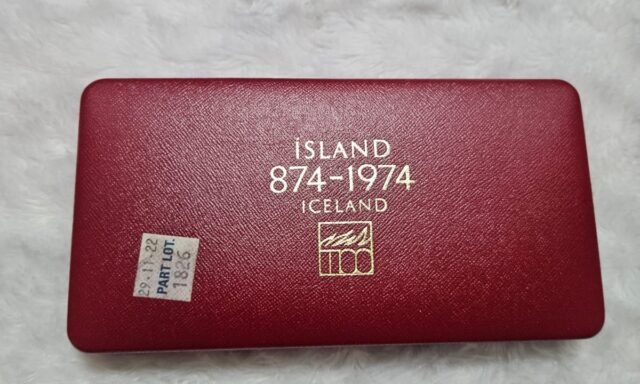 íSLAND
874-1974
ICELAND
1100
29·11·22
PART LOT.
1826